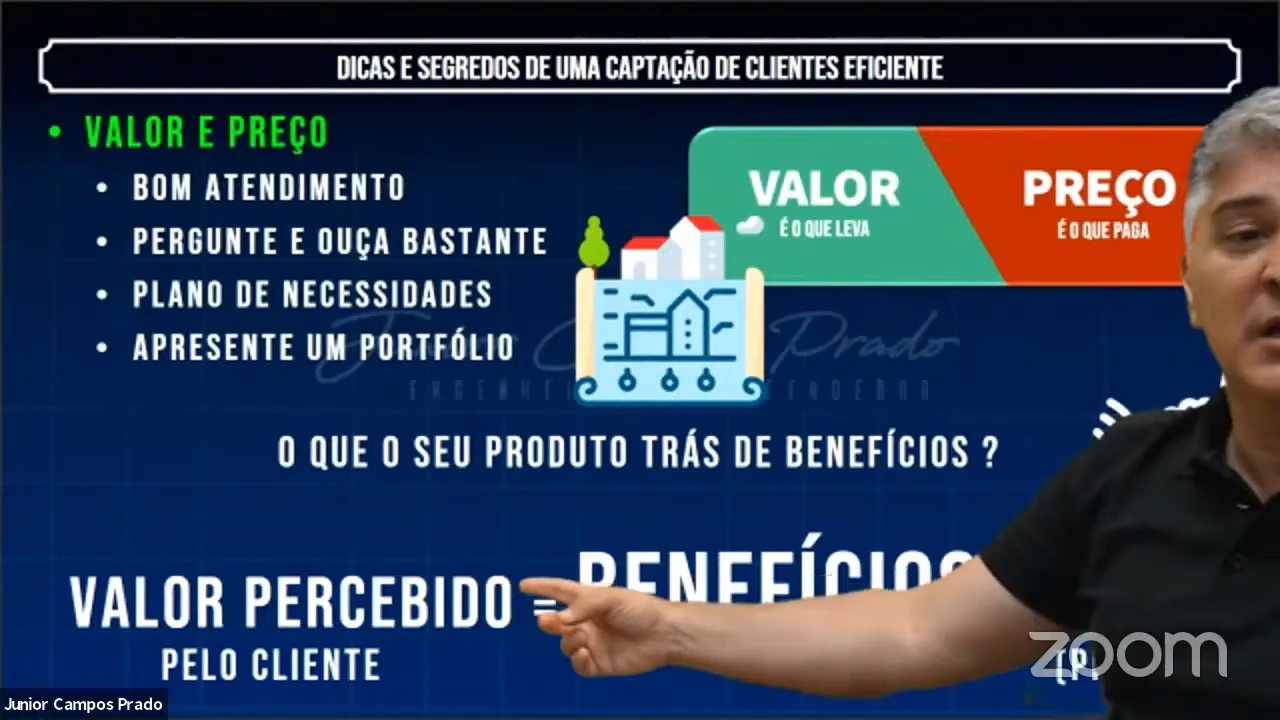 DICAS E SEGREDOS DE UMA CAPTAÇÃO DE CLIENTES EFICIENTE
• VALOR E PREÇO
• BOM ATENDIMENTO
• PERGUNTE E OUÇA BASTANTE
• PLANO DE NECESSIDADES
• APRESENTE UM PORTFÓLIO
VALOR
É O QUE LEVA
PREÇO
É O QUE PAGA
Prado
O QUE O SEU PRODUTO TRÁS DE BENEFÍCIOS ?
VALOR PERCEBIDO = BENEFÍCIOS
PELO CLIENTE
zoom
Junior Campos Prado